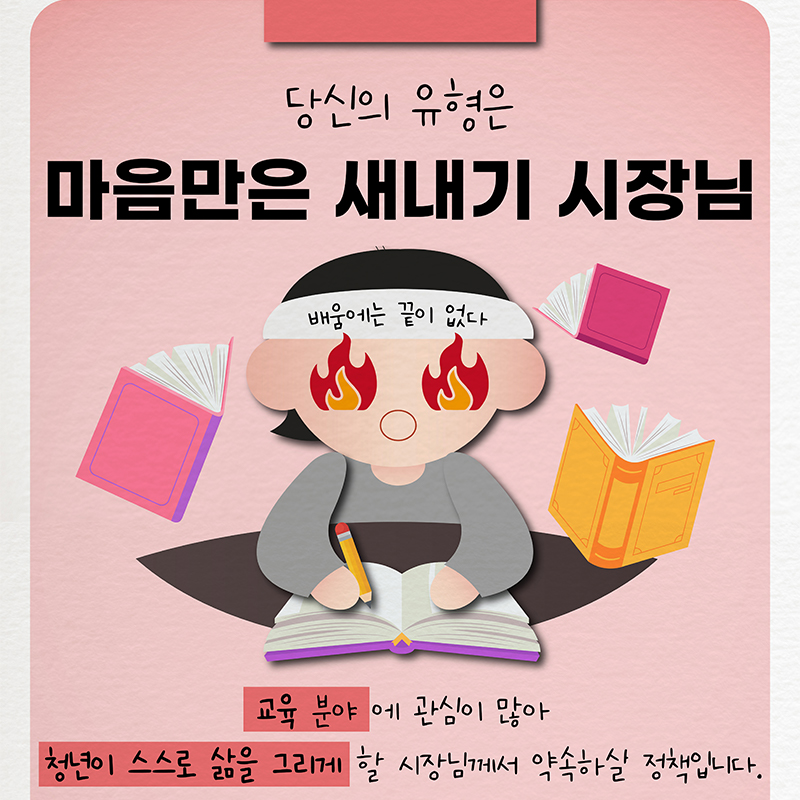 당신의 유형은
마음만은 새내기 시장님
배움에는 끝이 없다
교육 분야에 관심이 많아
청년이 스스로 삶을 그리게 할 시장님께서 약속하실 정책입니다.